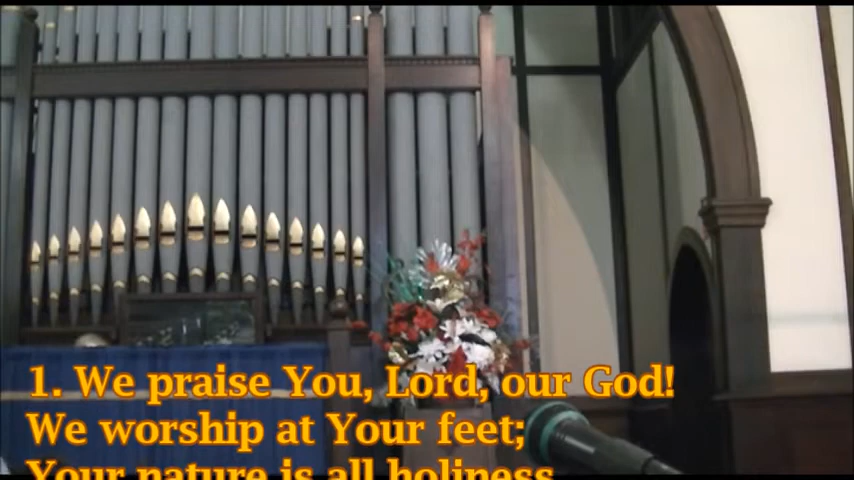 1. We praise You, Lord, our God!
We worship at Your feet;
Your nature is all holiness